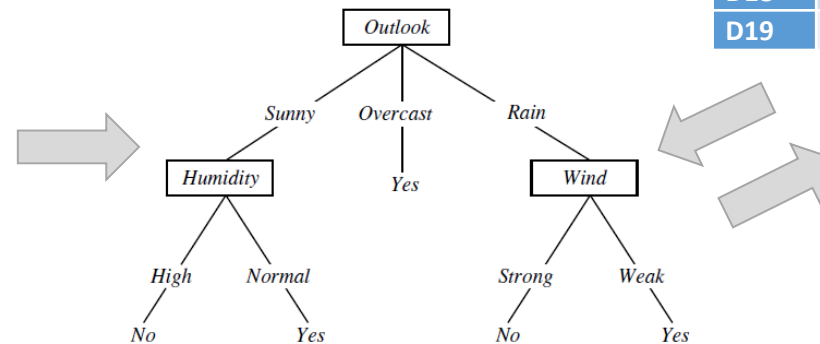 D19
Outlook
Sunny Overcast Rain
Humidity Yes Wind
High Normal Strong Weak
No Yes No Yes